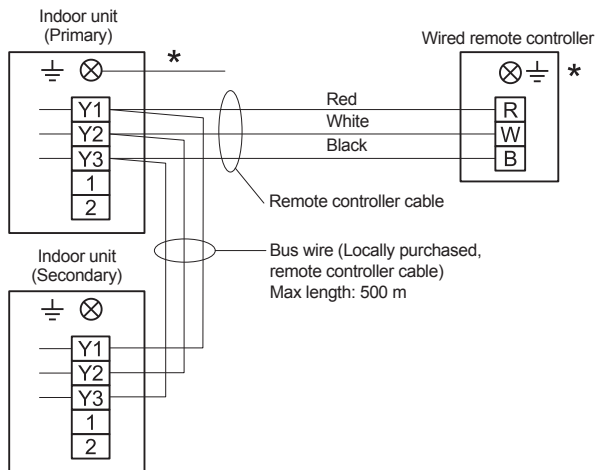 Indoor unit
(Primary)
*
Wired remote controller
*
Y1
Y2
Y3
1
2
Red
White
Black
R
W
B
Remote controller cable
Bus wire (Locally purchased,
remote controller cable)
Max length: 500 m
Indoor unit
(Secondary)
Y1
Y2
Y3
1
2